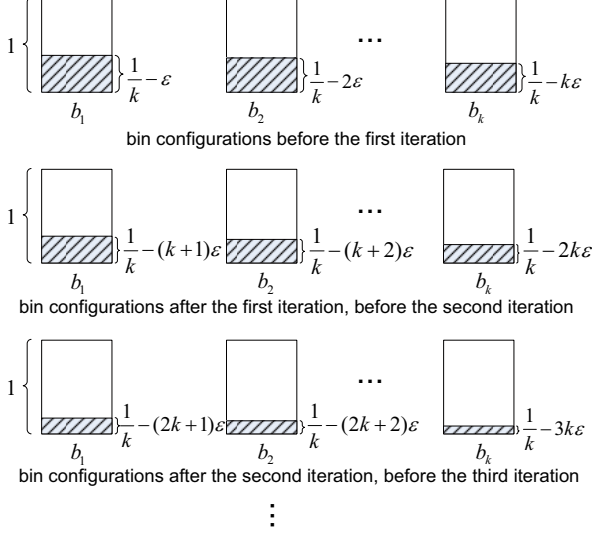 1 { } 1/k − ε } 1/k − 2ε ... } 1/k − kε
b₁ b₂ bₖ
bin configurations before the first iteration
1 { } 1/k − (k+1)ε } 1/k − (k+2)ε ... } 1/k − 2kε
b₁ b₂ bₖ
bin configurations after the first iteration, before the second iteration
1 { } 1/k − (2k+1)ε } 1/k − (2k+2)ε ... } 1/k − 3kε
b₁ b₂ bₖ
bin configurations after the second iteration, before the third iteration
⋮